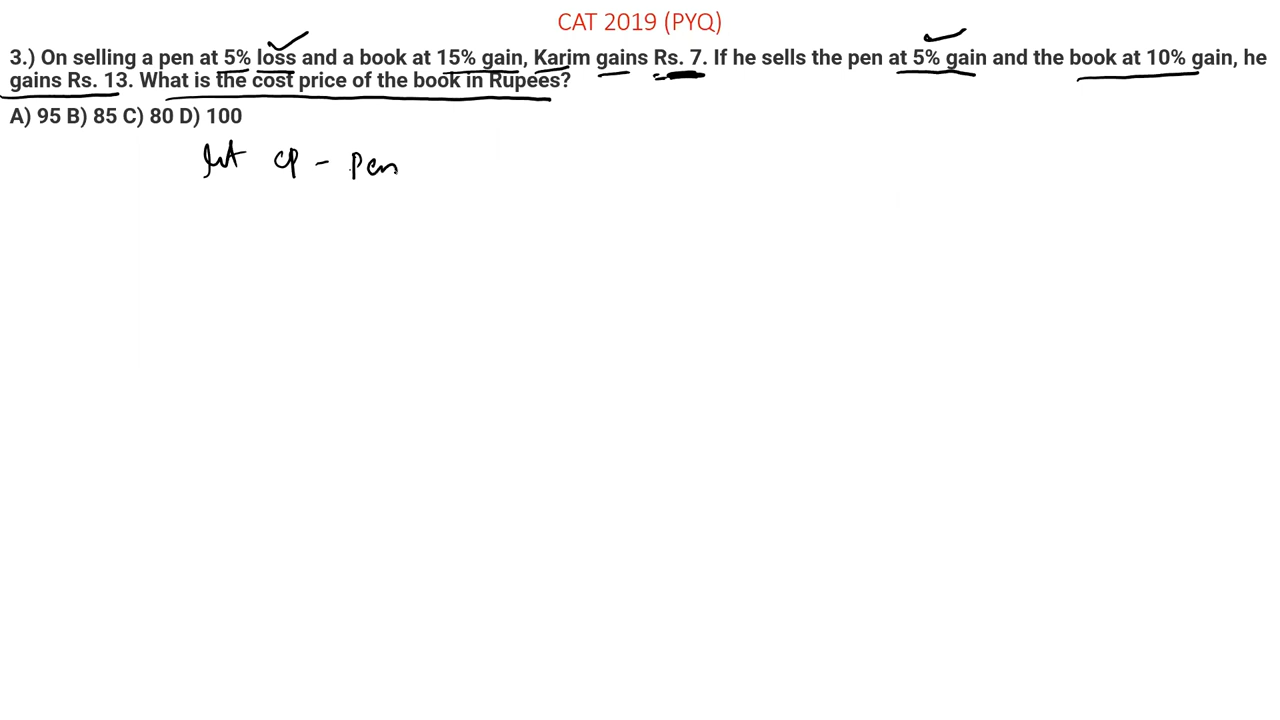 CAT 2019 (PYQ)
3.) On selling a pen at 5% loss and a book at 15% gain, Karim gains Rs. 7. If he sells the pen at 5% gain and the book at 10% gain, he
gains Rs. 13. What is the cost price of the book in Rupees?
A) 95 B) 85 C) 80 D) 100
let CP - Pen